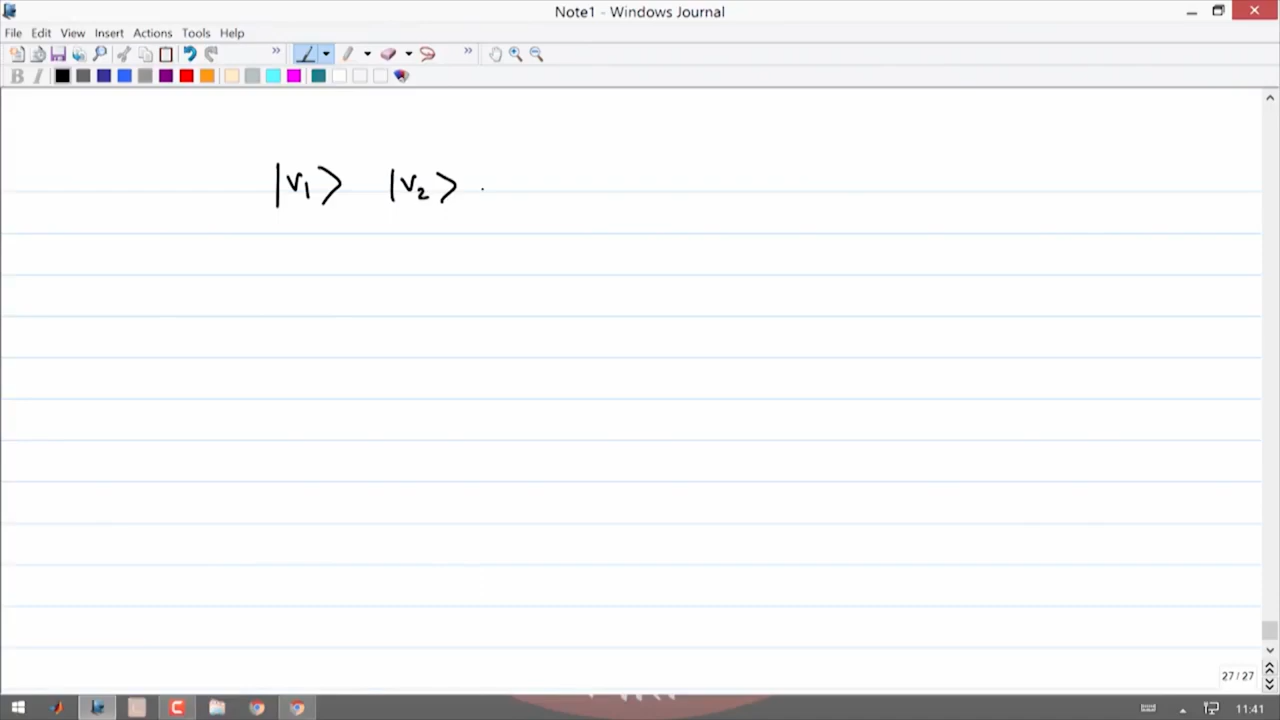 Note1 - Windows Journal
File Edit View Insert Actions Tools Help
B I
|v₁⟩ |v₂⟩ .
27 / 27
11:41